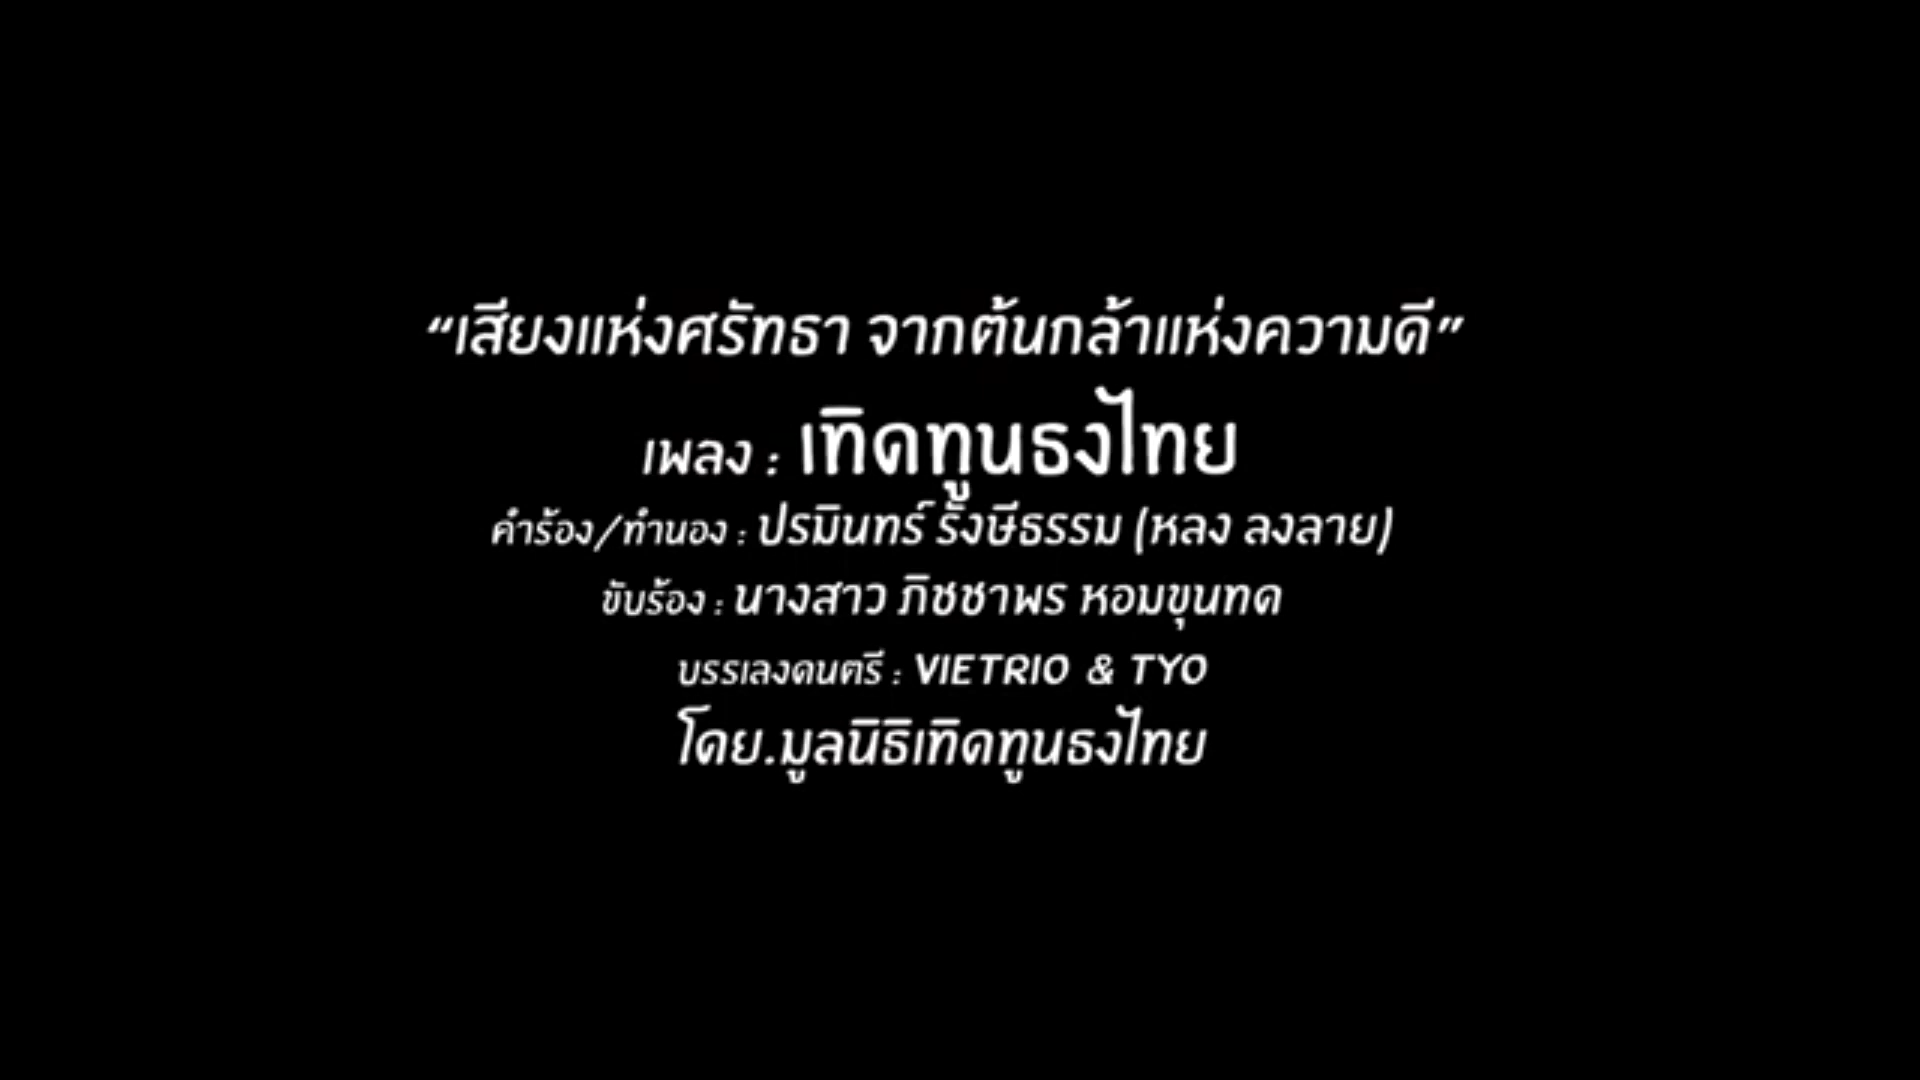 “เสียงแห่งศรัทธา จากต้นกล้าแห่งความดี”
เพลง : เทิดทูนธงไทย
คำร้อง/ทำนอง : ปรมินทร์ รังษีธรรม (หลง ลงลาย)
ขับร้อง : นางสาว ภิชชาพร หอมขุนทด
บรรเลงดนตรี : VIETRIO & TYO
โดย.มูลนิธิเทิดทูนธงไทย